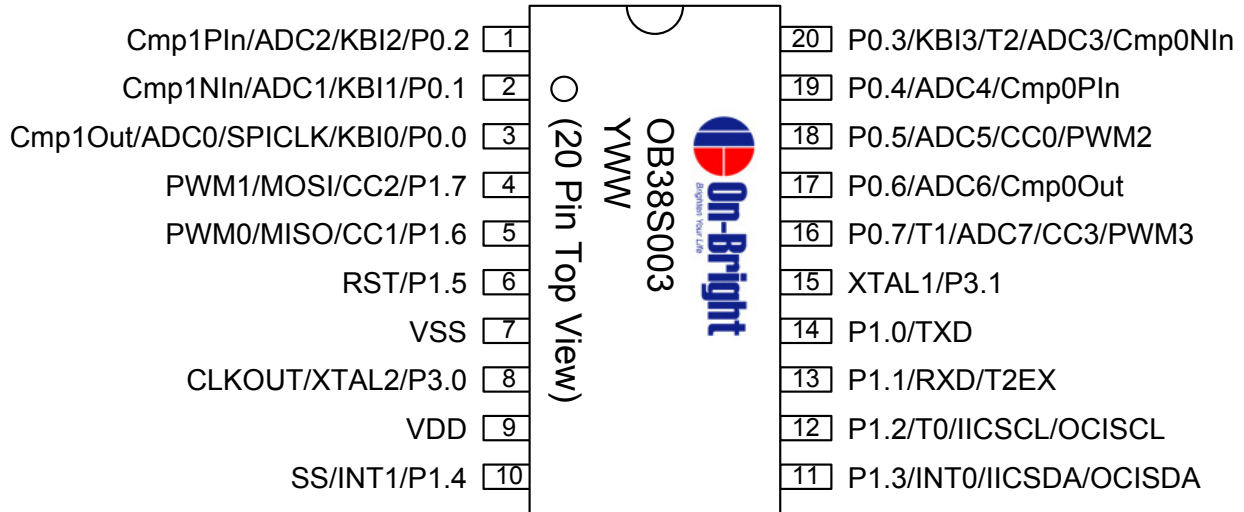 Cmp1PIn/ADC2/KBI2/P0.2 1
Cmp1NIn/ADC1/KBI1/P0.1 2
Cmp1Out/ADC0/SPICLK/KBI0/P0.0 3
PWM1/MOSI/CC2/P1.7 4
PWM0/MISO/CC1/P1.6 5
RST/P1.5 6
VSS 7
CLKOUT/XTAL2/P3.0 8
VDD 9
SS/INT1/P1.4 10
(20 Pin Top View)
YWW
OB38S003
On-Bright
Brighten Your Life
20 P0.3/KBI3/T2/ADC3/Cmp0NIn
19 P0.4/ADC4/Cmp0PIn
18 P0.5/ADC5/CC0/PWM2
17 P0.6/ADC6/Cmp0Out
16 P0.7/T1/ADC7/CC3/PWM3
15 XTAL1/P3.1
14 P1.0/TXD
13 P1.1/RXD/T2EX
12 P1.2/T0/IICSCL/OCISCL
11 P1.3/INT0/IICSDA/OCISDA